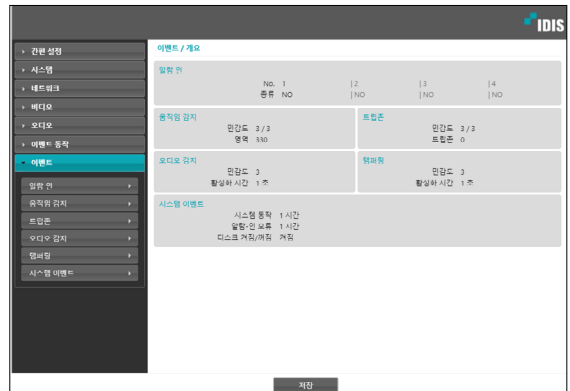 IDIS
간편 설정
시스템
네트워크
비디오
오디오
이벤트 동작
이벤트
알람 인
움직임 감지
트립존
오디오 감지
탬퍼링
시스템 이벤트
이벤트 / 개요
알람 인
No. 1 | 2 | 3 | 4
종류 NO | NO | NO | NO
움직임 감지
민감도 3 / 3
영역 330
트립존
민감도 3 / 3
트립존 0
오디오 감지
민감도 3
활성화 시간 1 초
탬퍼링
민감도 3
활성화 시간 1 초
시스템 이벤트
시스템 동작 1 시간
알람-인 오류 1 시간
디스크 켜짐/꺼짐 켜짐
저장